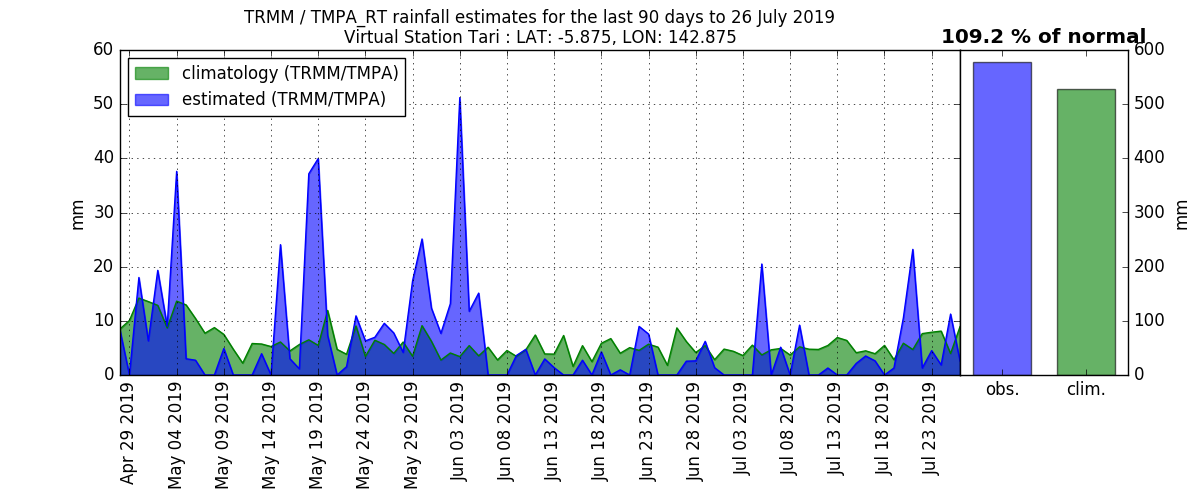 TRMM / TMPA_RT rainfall estimates for the last 90 days to 26 July 2019
Virtual Station Tari : LAT: -5.875, LON: 142.875
109.2 % of normal
climatology (TRMM/TMPA)
estimated (TRMM/TMPA)
mm
60
50
40
30
20
10
0
Apr 29 2019
May 04 2019
May 09 2019
May 14 2019
May 19 2019
May 24 2019
May 29 2019
Jun 03 2019
Jun 08 2019
Jun 13 2019
Jun 18 2019
Jun 23 2019
Jun 28 2019
Jul 03 2019
Jul 08 2019
Jul 13 2019
Jul 18 2019
Jul 23 2019
obs.
clim.
600
500
400
300
200
100
0
mm